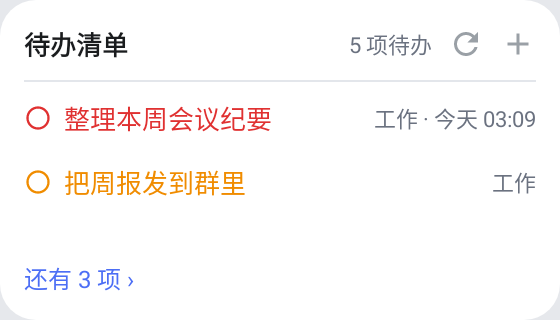 待办清单 5 项待办
整理本周会议纪要 工作 · 今天 03:09
把周报发到群里 工作
还有 3 项 ›